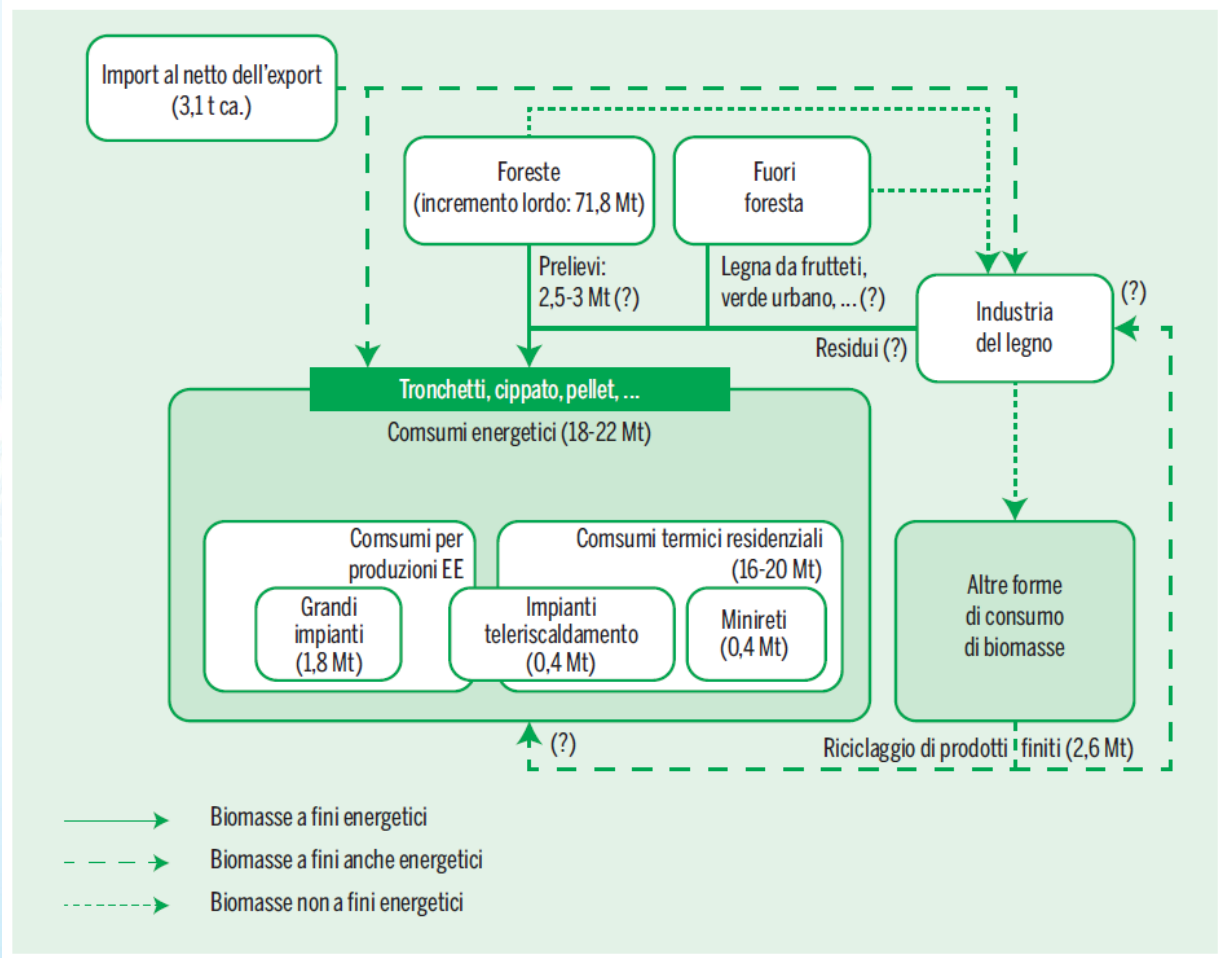 Import al netto dell'export
(3,1 t ca.)
Foreste
(incremento lordo: 71,8 Mt)
Fuori
foresta
Prelievi:
2,5-3 Mt (?)
Legna da frutteti,
verde urbano, ... (?)
Industria
del legno
(?)
Residui (?)
Tronchetti, cippato, pellet, ...
Comsumi energetici (18-22 Mt)
Comsumi per
produzioni EE
Grandi
impianti
(1,8 Mt)
Comsumi termici residenziali
(16-20 Mt)
Impianti
teleriscaldamento
(0,4 Mt)
Minireti
(0,4 Mt)
Altre forme
di consumo
di biomasse
(?)
Riciclaggio di prodotti finiti (2,6 Mt)
Biomasse a fini energetici
Biomasse a fini anche energetici
Biomasse non a fini energetici